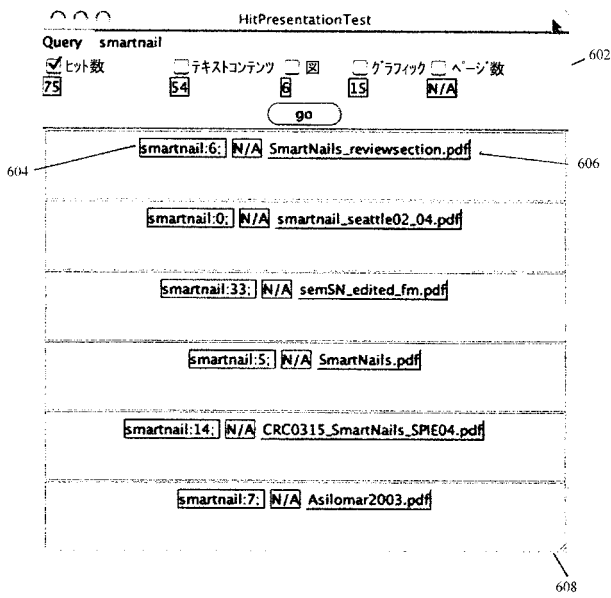 HitPresentationTest
Query smartnail
602
ヒット数 テキストコンテンツ 図 グラフィック ページ数
75 54 6 15 N/A
go
604 smartnail:6; N/A SmartNails_reviewsection.pdf 606
smartnail:0; N/A smartnail_seattle02_04.pdf
smartnail:33; N/A semSN_edited_fm.pdf
smartnail:5; N/A SmartNails.pdf
smartnail:14; N/A CRC0315_SmartNails_SPIE04.pdf
smartnail:7; N/A Asilomar2003.pdf
608